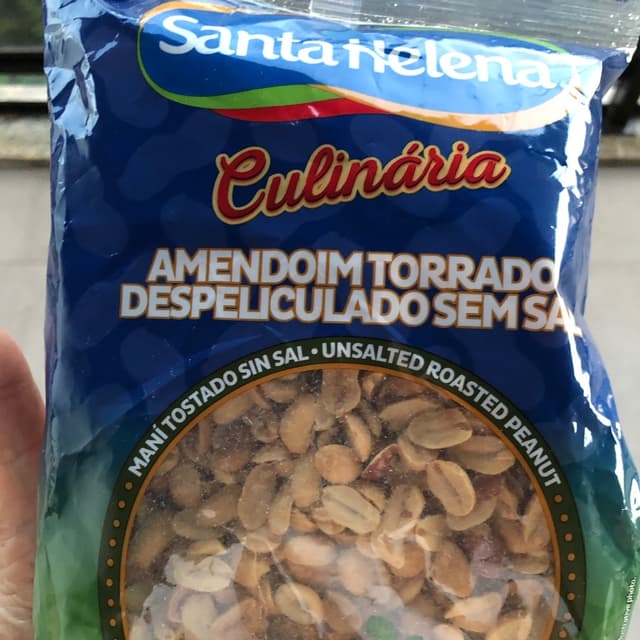 Santa Helena
Culinária
AMENDOIM TORRADO
DESPELICULADO SEM SA
MANÍ TOSTADO SIN SAL • UNSALTED ROASTED PEANUT